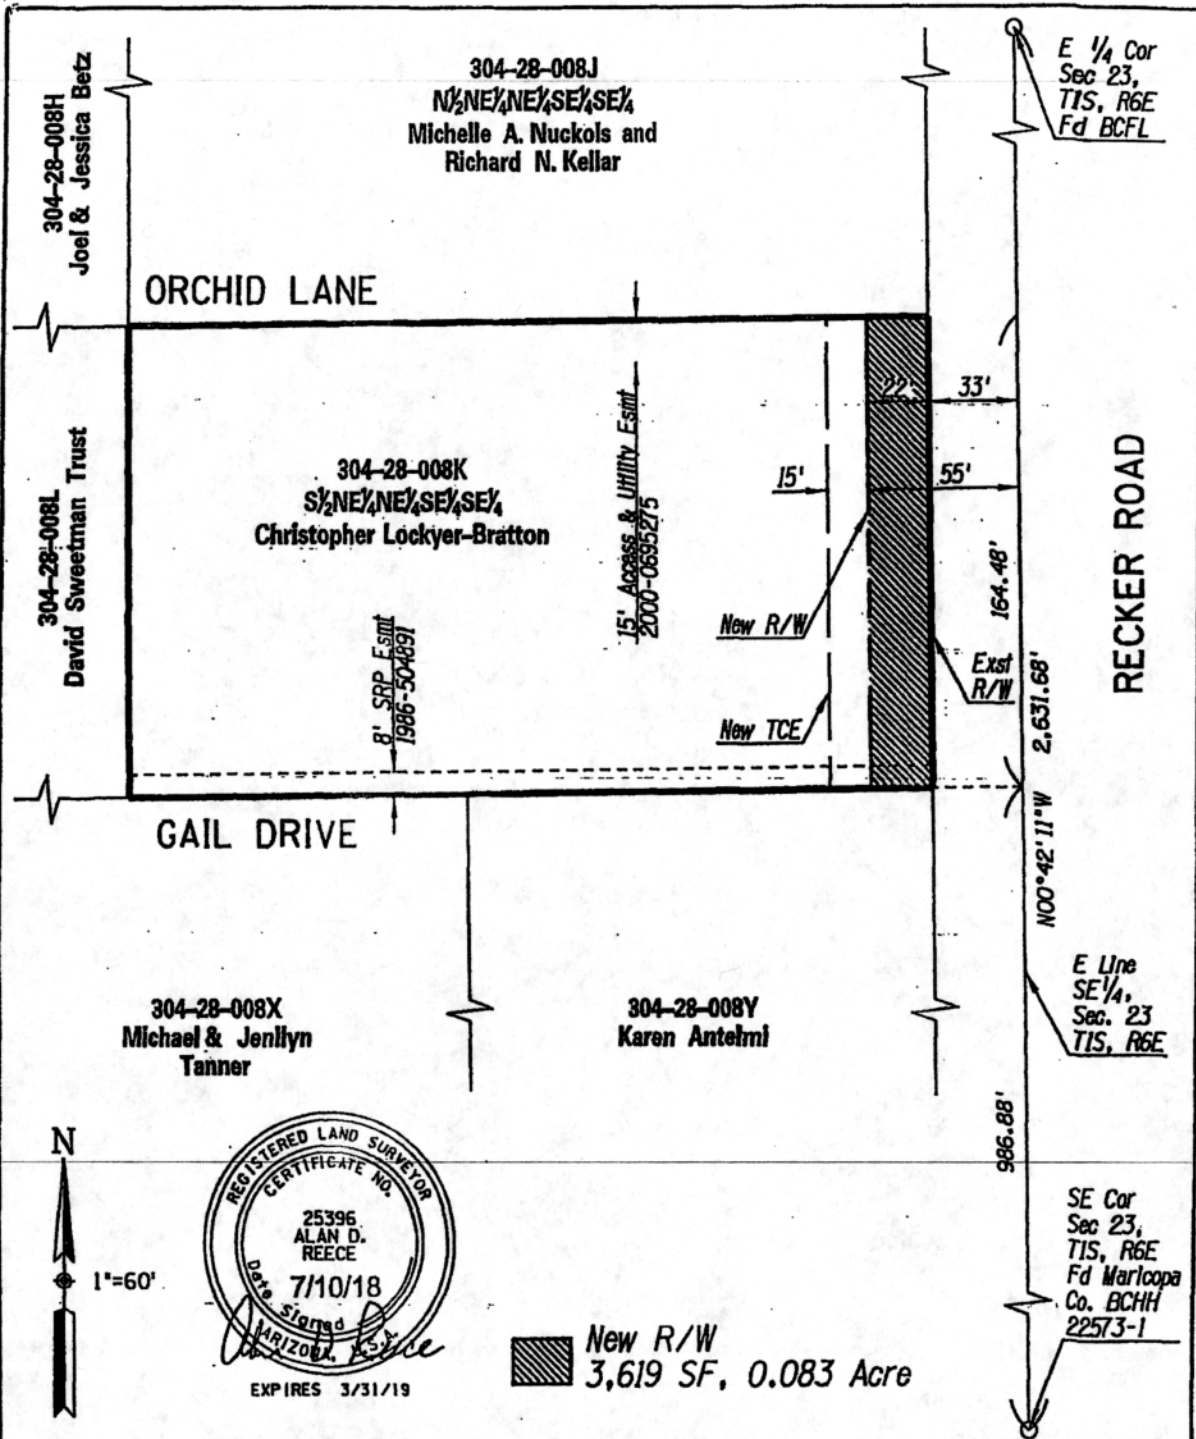 304-28-008H
Joel & Jessica Betz
304-28-008J
N½NE¼NE¼SE¼SE¼
Michelle A. Nuckols and
Richard N. Kellar
E ¼ Cor
Sec 23,
T1S, R6E
Fd BCFL
ORCHID LANE
304-28-008L
David Sweetman Trust
304-28-008K
S½NE¼NE¼SE¼SE¼
Christopher Lockyer-Bratton
15' Access & Utility Esmt
2000-0695275
8' SRP Esmt
1986-504891
22'
33'
15'
55'
New R/W
New TCE
Exst
R/W
164.48'
N00°42'11"W 2,631.68'
RECKER ROAD
GAIL DRIVE
304-28-008X
Michael & Jenilyn
Tanner
304-28-008Y
Karen Antelmi
E Line
SE¼,
Sec. 23
T1S, R6E
986.88'
SE Cor
Sec 23,
T1S, R6E
Fd Maricopa
Co. BCHH
22573-1
N
1"=60'
REGISTERED LAND SURVEYOR
CERTIFICATE NO.
25396
ALAN D.
REECE
7/10/18
Date Signed
ARIZONA, U.S.A.
EXPIRES 3/31/19
New R/W
3,619 SF, 0.083 Acre